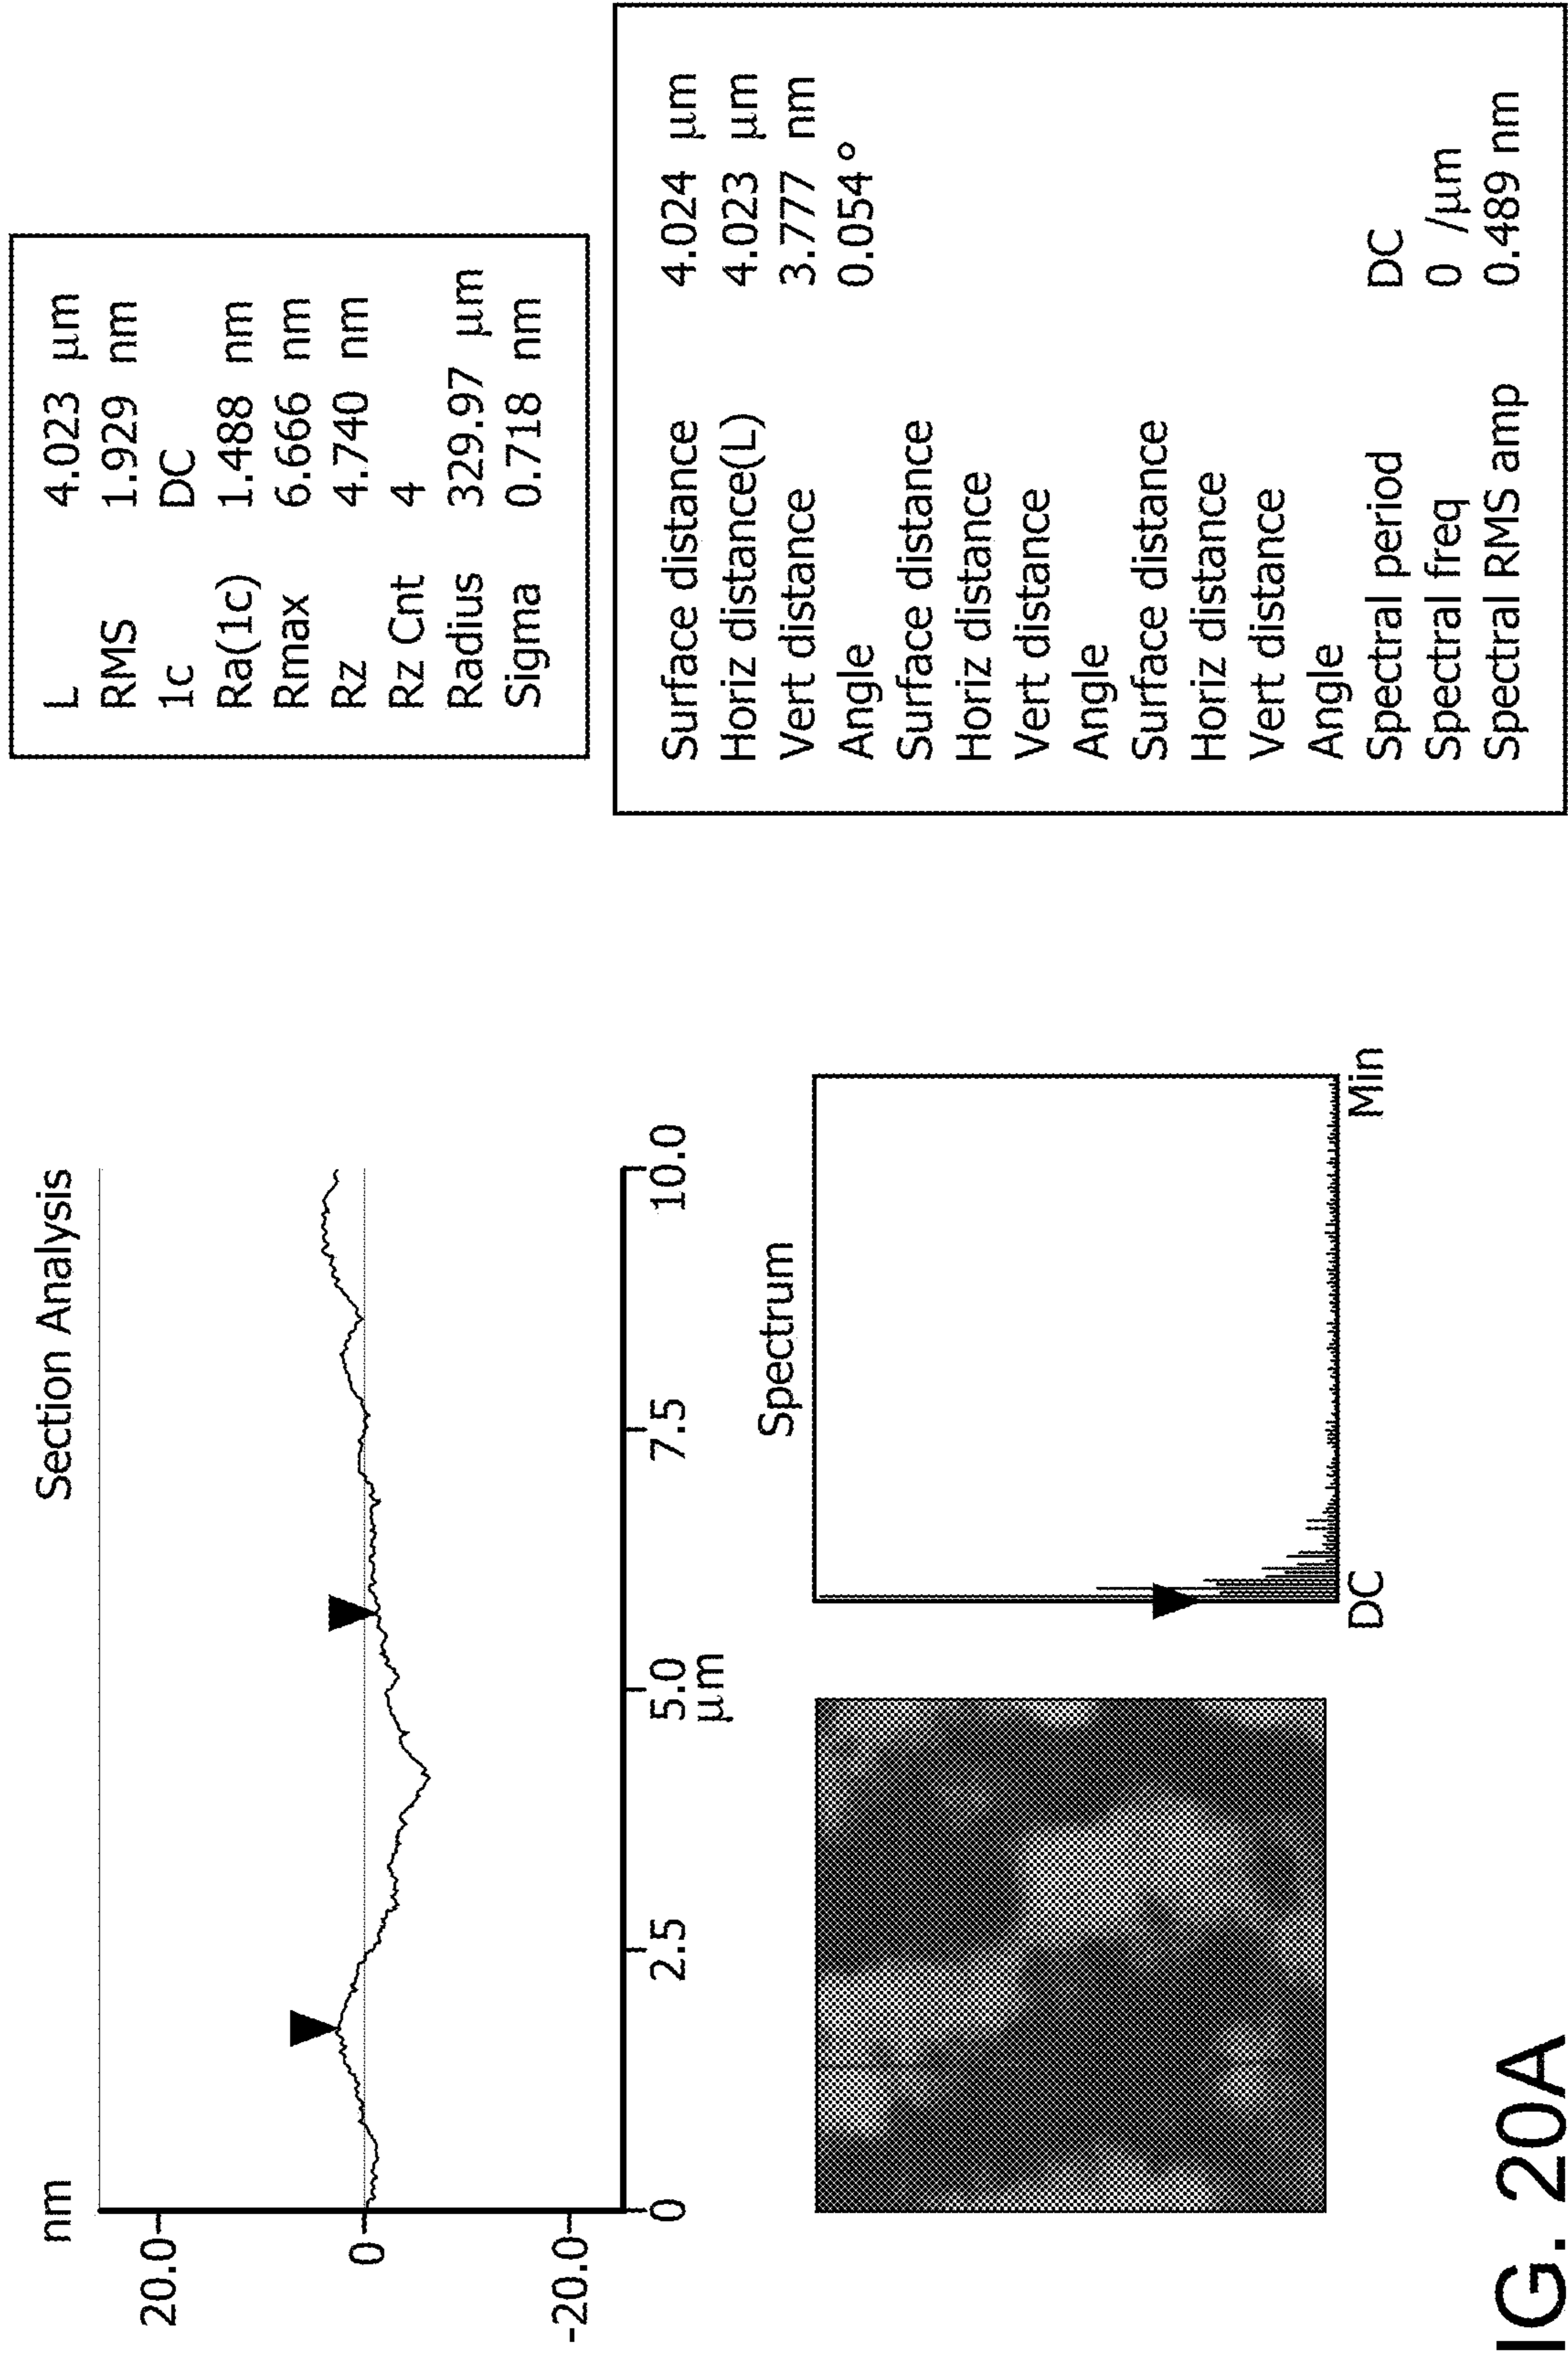 Section Analysis
nm
20.0
0
-20.0
0
2.5
5.0
7.5
10.0
μm
L 4.023 μm
RMS 1.929 nm
1c DC
Ra(1c) 1.488 nm
Rmax 6.666 nm
Rz 4.740 nm
Rz Cnt 4
Radius 329.97 μm
Sigma 0.718 nm
Spectrum
DC
Min
Surface distance 4.024 μm
Horiz distance(L) 4.023 μm
Vert distance 3.777 nm
Angle 0.054°
Surface distance
Horiz distance
Vert distance
Angle
Surface distance
Horiz distance
Vert distance
Angle
Spectral period DC
Spectral freq 0 /μm
Spectral RMS amp 0.489 nm
IG. 20A